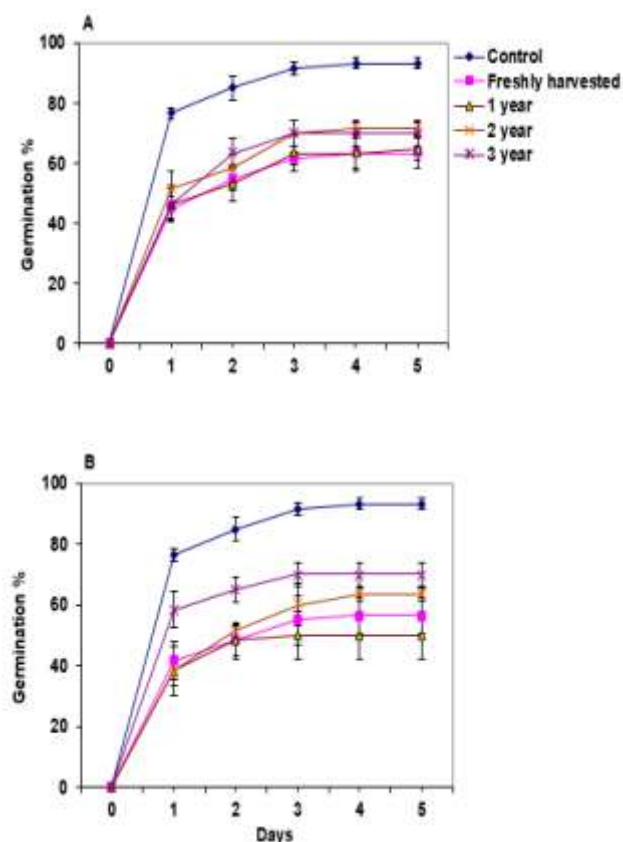 A
100
80
60
40
20
0
Germination %
0 1 2 3 4 5
Control
Freshly harvested
1 year
2 year
3 year
B
100
80
60
40
20
0
Germination %
0 1 2 3 4 5
Days